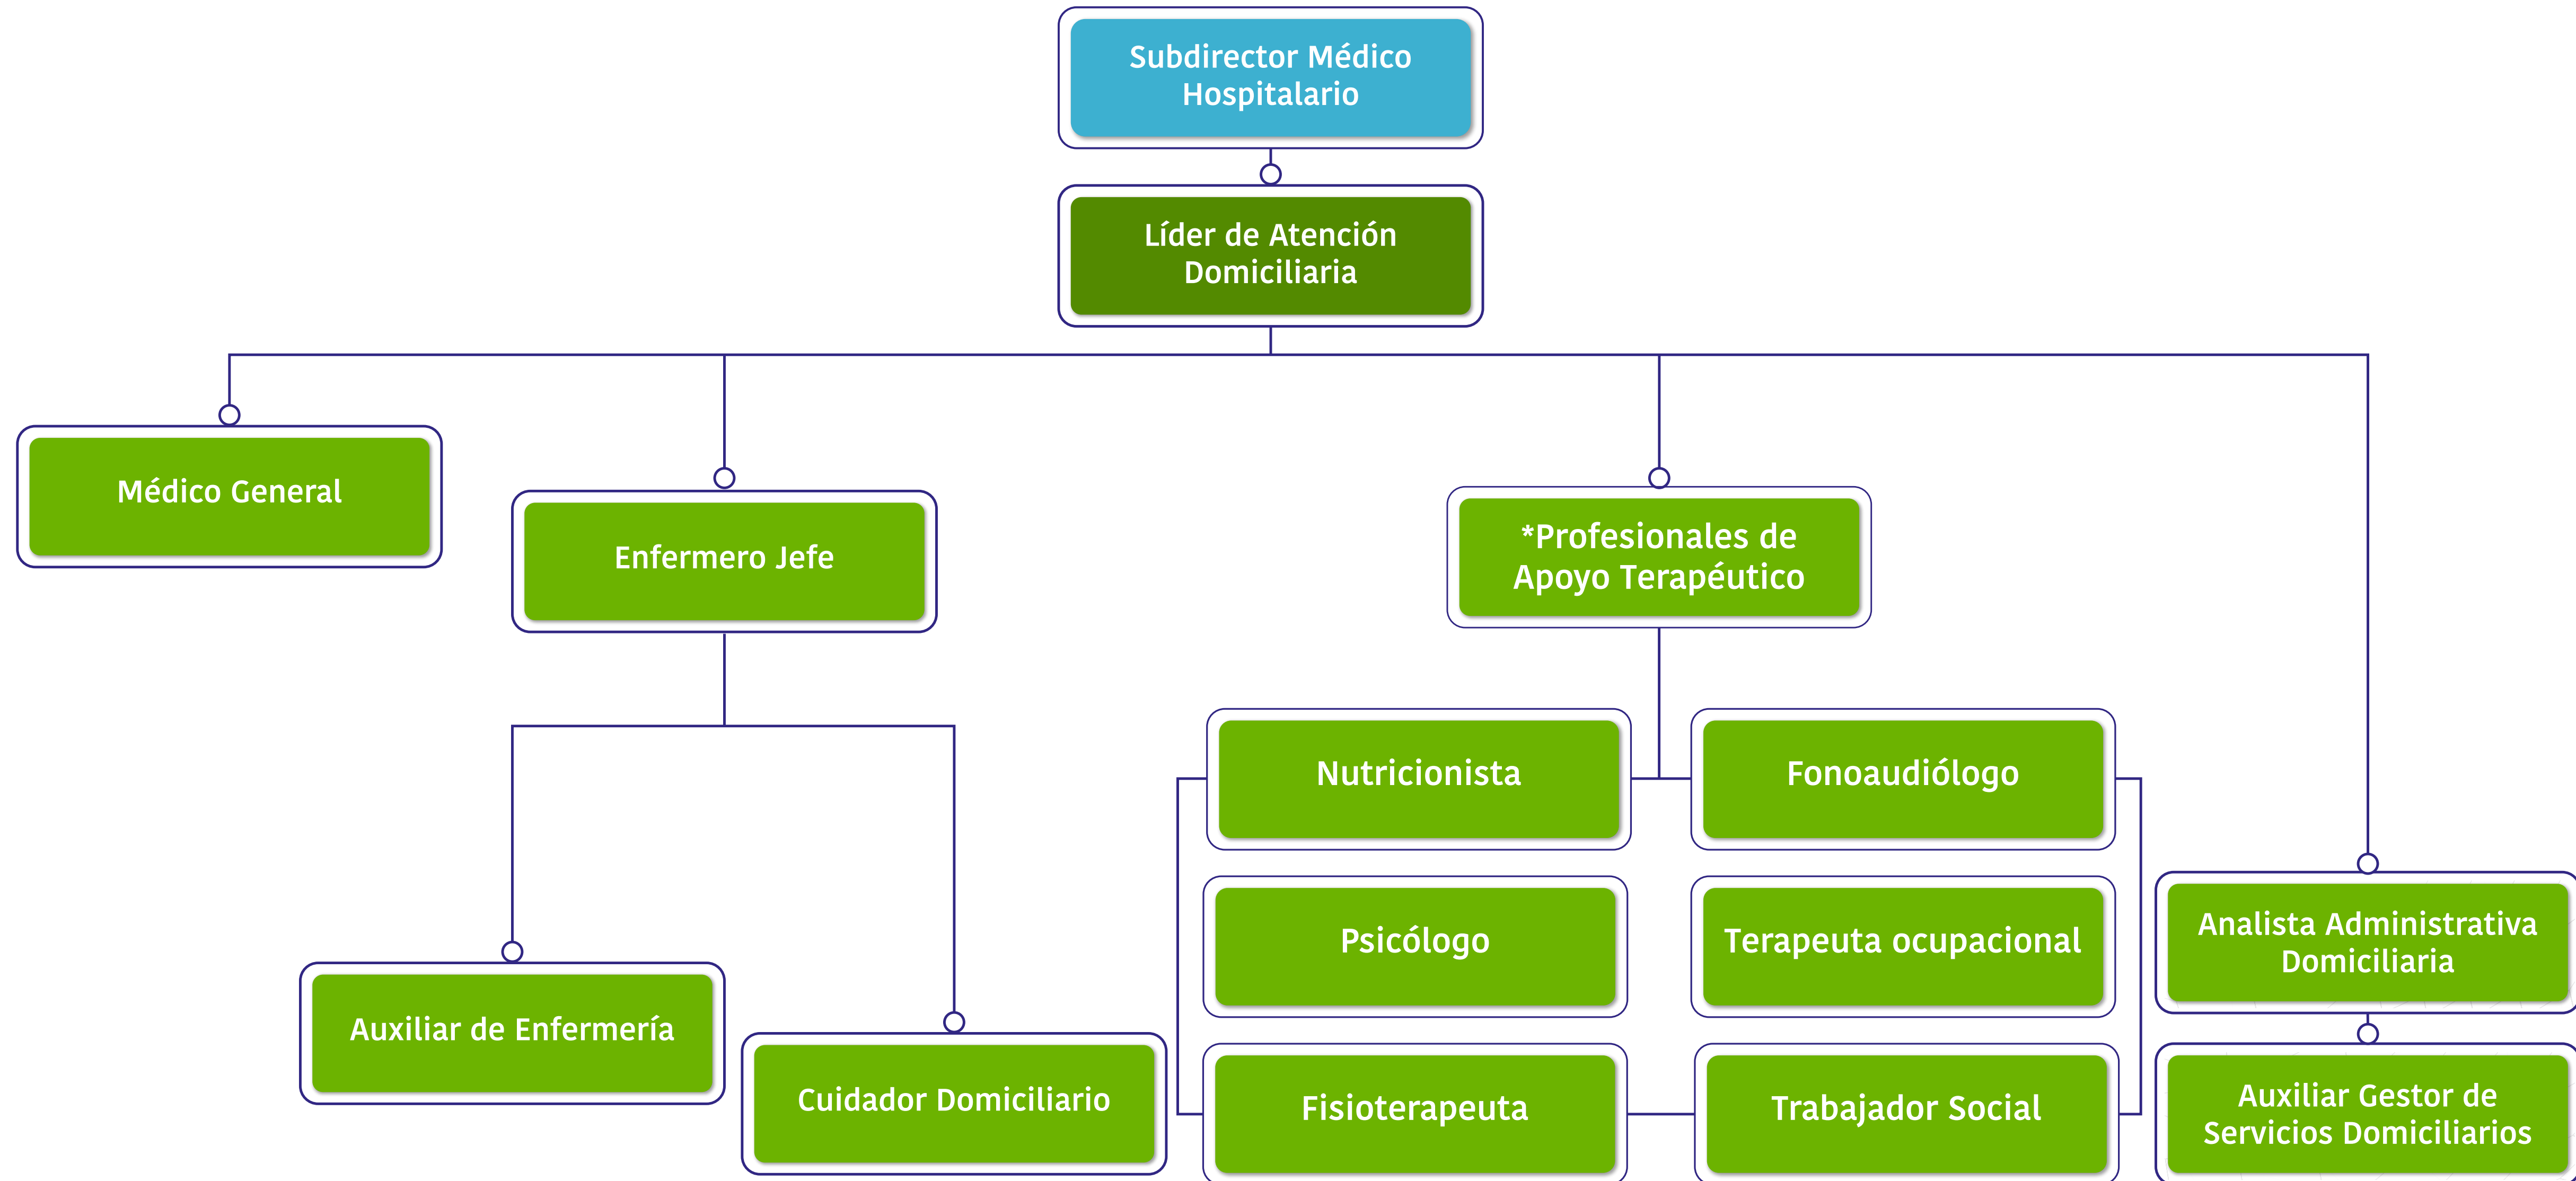 Subdirector Médico
Hospitalario
Líder de Atención
Domiciliaria
Médico General
Enfermero Jefe
*Profesionales de
Apoyo Terapéutico
Nutricionista
Fonoaudiólogo
Psicólogo
Terapeuta ocupacional
Analista Administrativa
Domiciliaria
Auxiliar de Enfermería
Cuidador Domiciliario
Fisioterapeuta
Trabajador Social
Auxiliar Gestor de
Servicios Domiciliarios